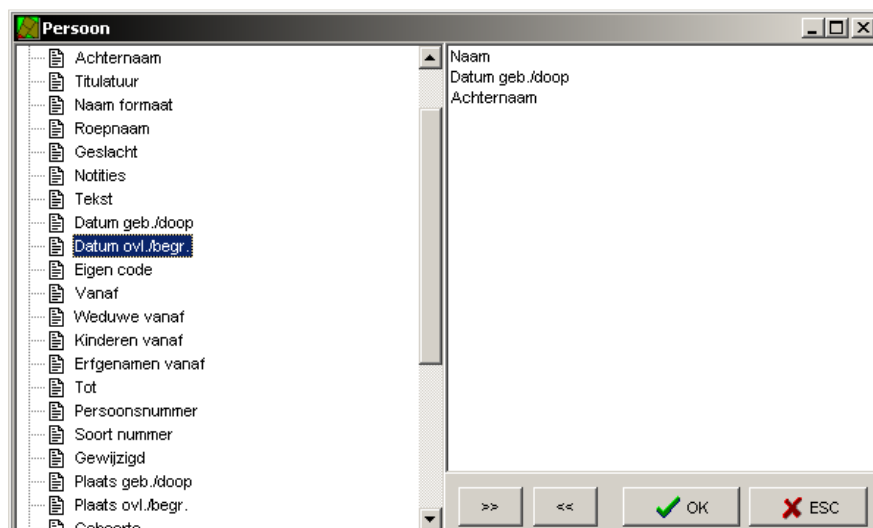 Persoon
Achternaam
Titulatuur
Naam formaat
Roepnaam
Geslacht
Notities
Tekst
Datum geb./doop
Datum ovl./begr.
Eigen code
Vanaf
Weduwe vanaf
Kinderen vanaf
Erfgenamen vanaf
Tot
Persoonsnummer
Soort nummer
Gewijzigd
Plaats geb./doop
Plaats ovl./begr.
Naam
Datum geb./doop
Achternaam
>>
<<
OK
ESC